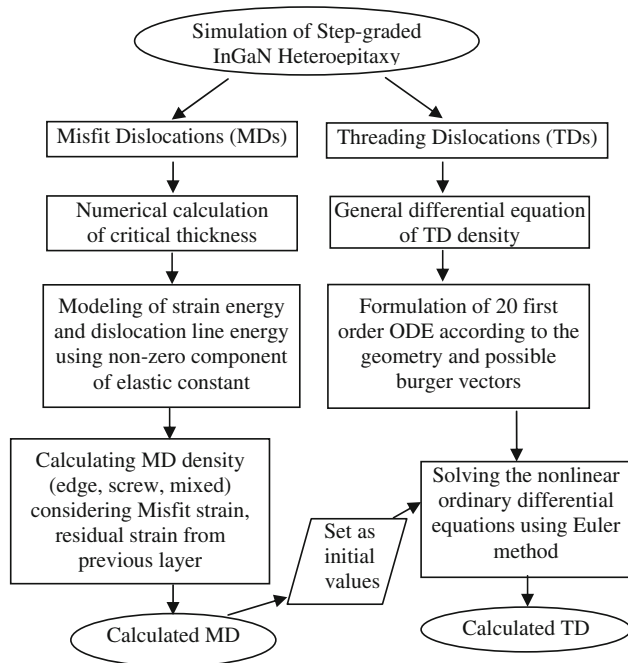 Simulation of Step-graded
InGaN Heteroepitaxy
Misfit Dislocations (MDs)
Threading Dislocations (TDs)
Numerical calculation
of critical thickness
General differential equation
of TD density
Modeling of strain energy
and dislocation line energy
using non-zero component
of elastic constant
Formulation of 20 first
order ODE according to the
geometry and possible
burger vectors
Calculating MD density
(edge, screw, mixed)
considering Misfit strain,
residual strain from
previous layer
Set as
initial
values
Solving the nonlinear
ordinary differential
equations using Euler
method
Calculated MD
Calculated TD